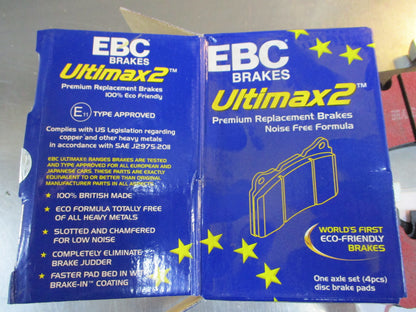 EBC
BRAKES
Ultimax2™
Premium Replacement Brakes
100% Eco Friendly
E11 TYPE APPROVED
Complies with US Legislation regarding
copper and other heavy metals
in accordance with SAE J2975:2011
EBC ULTIMAX2 RANGES BRAKES ARE TESTED
AND TYPE APPROVED FOR ALL EUROPEAN AND
JAPANESE CARS. THESE PARTS ARE EXACTLY
EQUIVALENT TO OR BETTER THAN ORIGINAL
MANUFACTURER PARTS IN ALL
100% BRITISH MADE
ECO FORMULA TOTALLY FREE
OF ALL HEAVY METALS
SLOTTED AND CHAMFERED
FOR LOW NOISE
COMPLETELY ELIMINATE
BRAKE JUDDER
FASTER PAD BED IN WITH
BRAKE-IN™ COATING
EBC
BRAKES
Ultimax2™
Premium Replacement Brakes
Noise Free Formula
WORLD'S FIRST
ECO-FRIENDLY
BRAKES
One axle set (4pcs)
disc brake pads